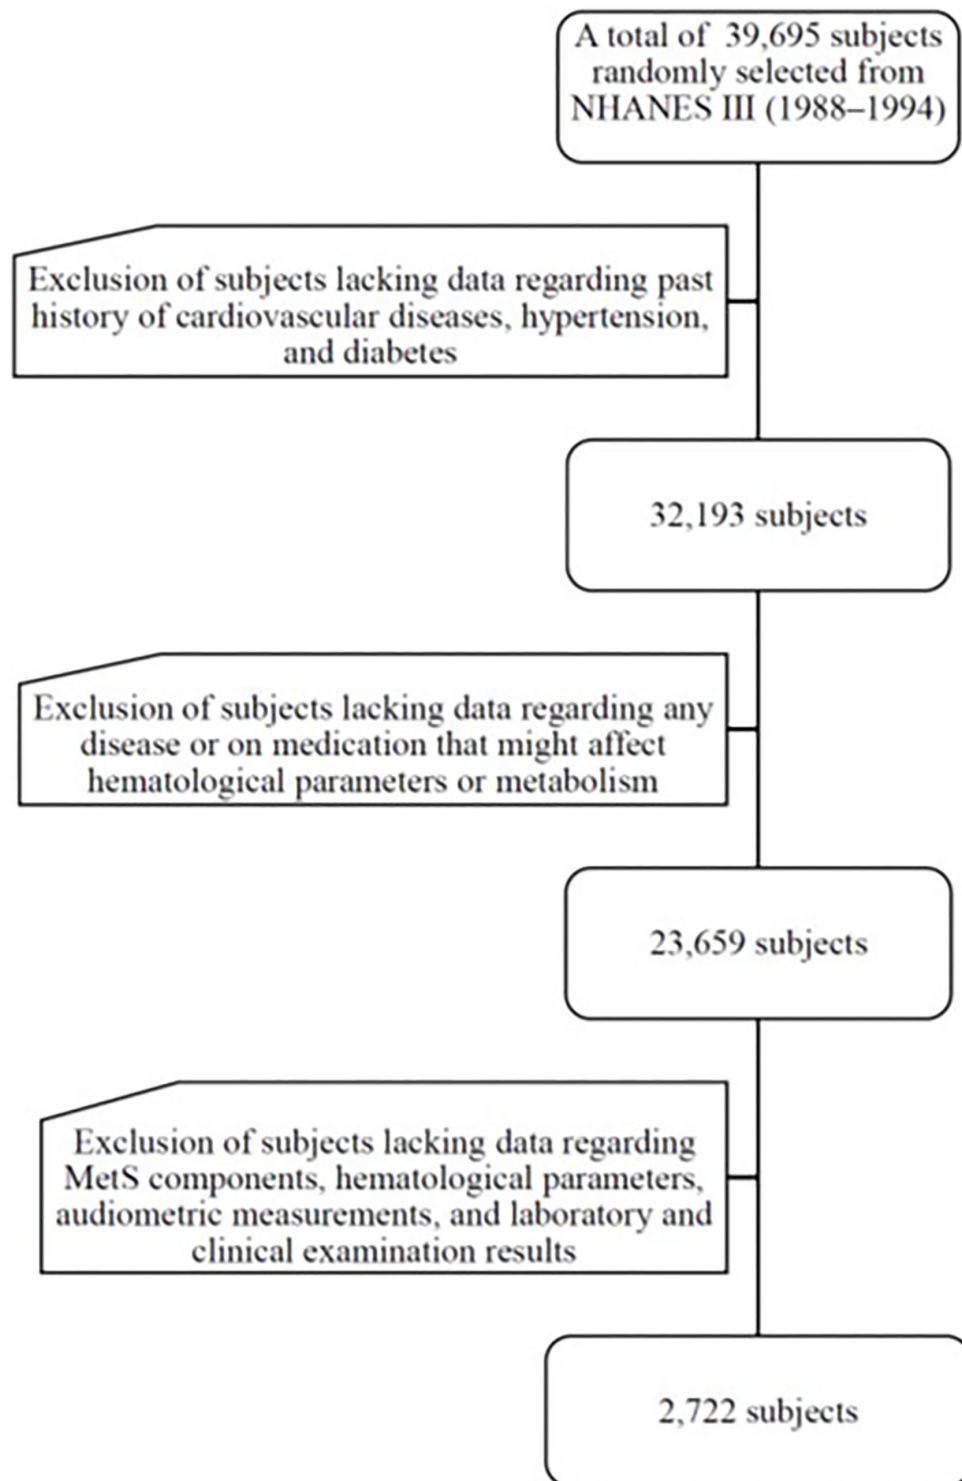 A total of 39,695 subjects
randomly selected from
NHANES III (1988–1994)
Exclusion of subjects lacking data regarding past
history of cardiovascular diseases, hypertension,
and diabetes
32,193 subjects
Exclusion of subjects lacking data regarding any
disease or on medication that might affect
hematological parameters or metabolism
23,659 subjects
Exclusion of subjects lacking data regarding
MetS components, hematological parameters,
audiometric measurements, and laboratory and
clinical examination results
2,722 subjects